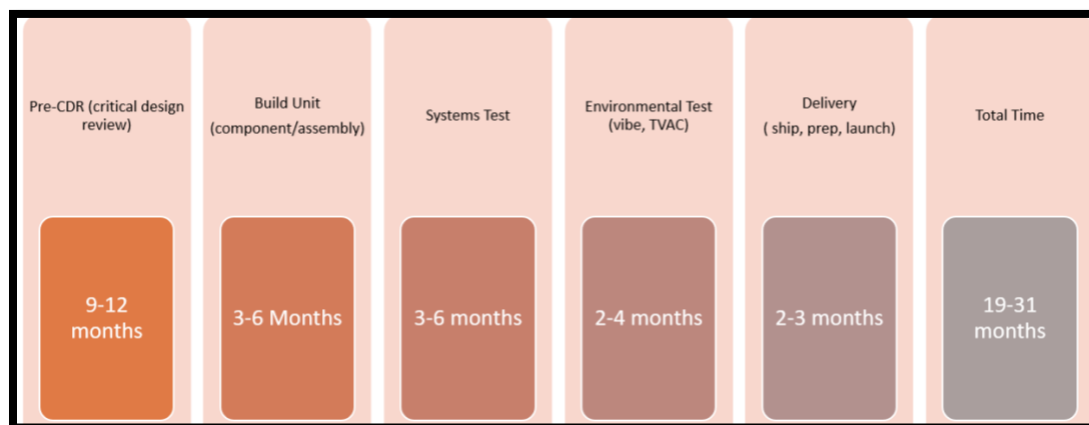 Pre-CDR (critical design
review)
9-12
months
Build Unit
(component/assembly)
3-6 Months
Systems Test
3-6 months
Environmental Test
(vibe, TVAC)
2-4 months
Delivery
( ship, prep, launch)
2-3 months
Total Time
19-31
months